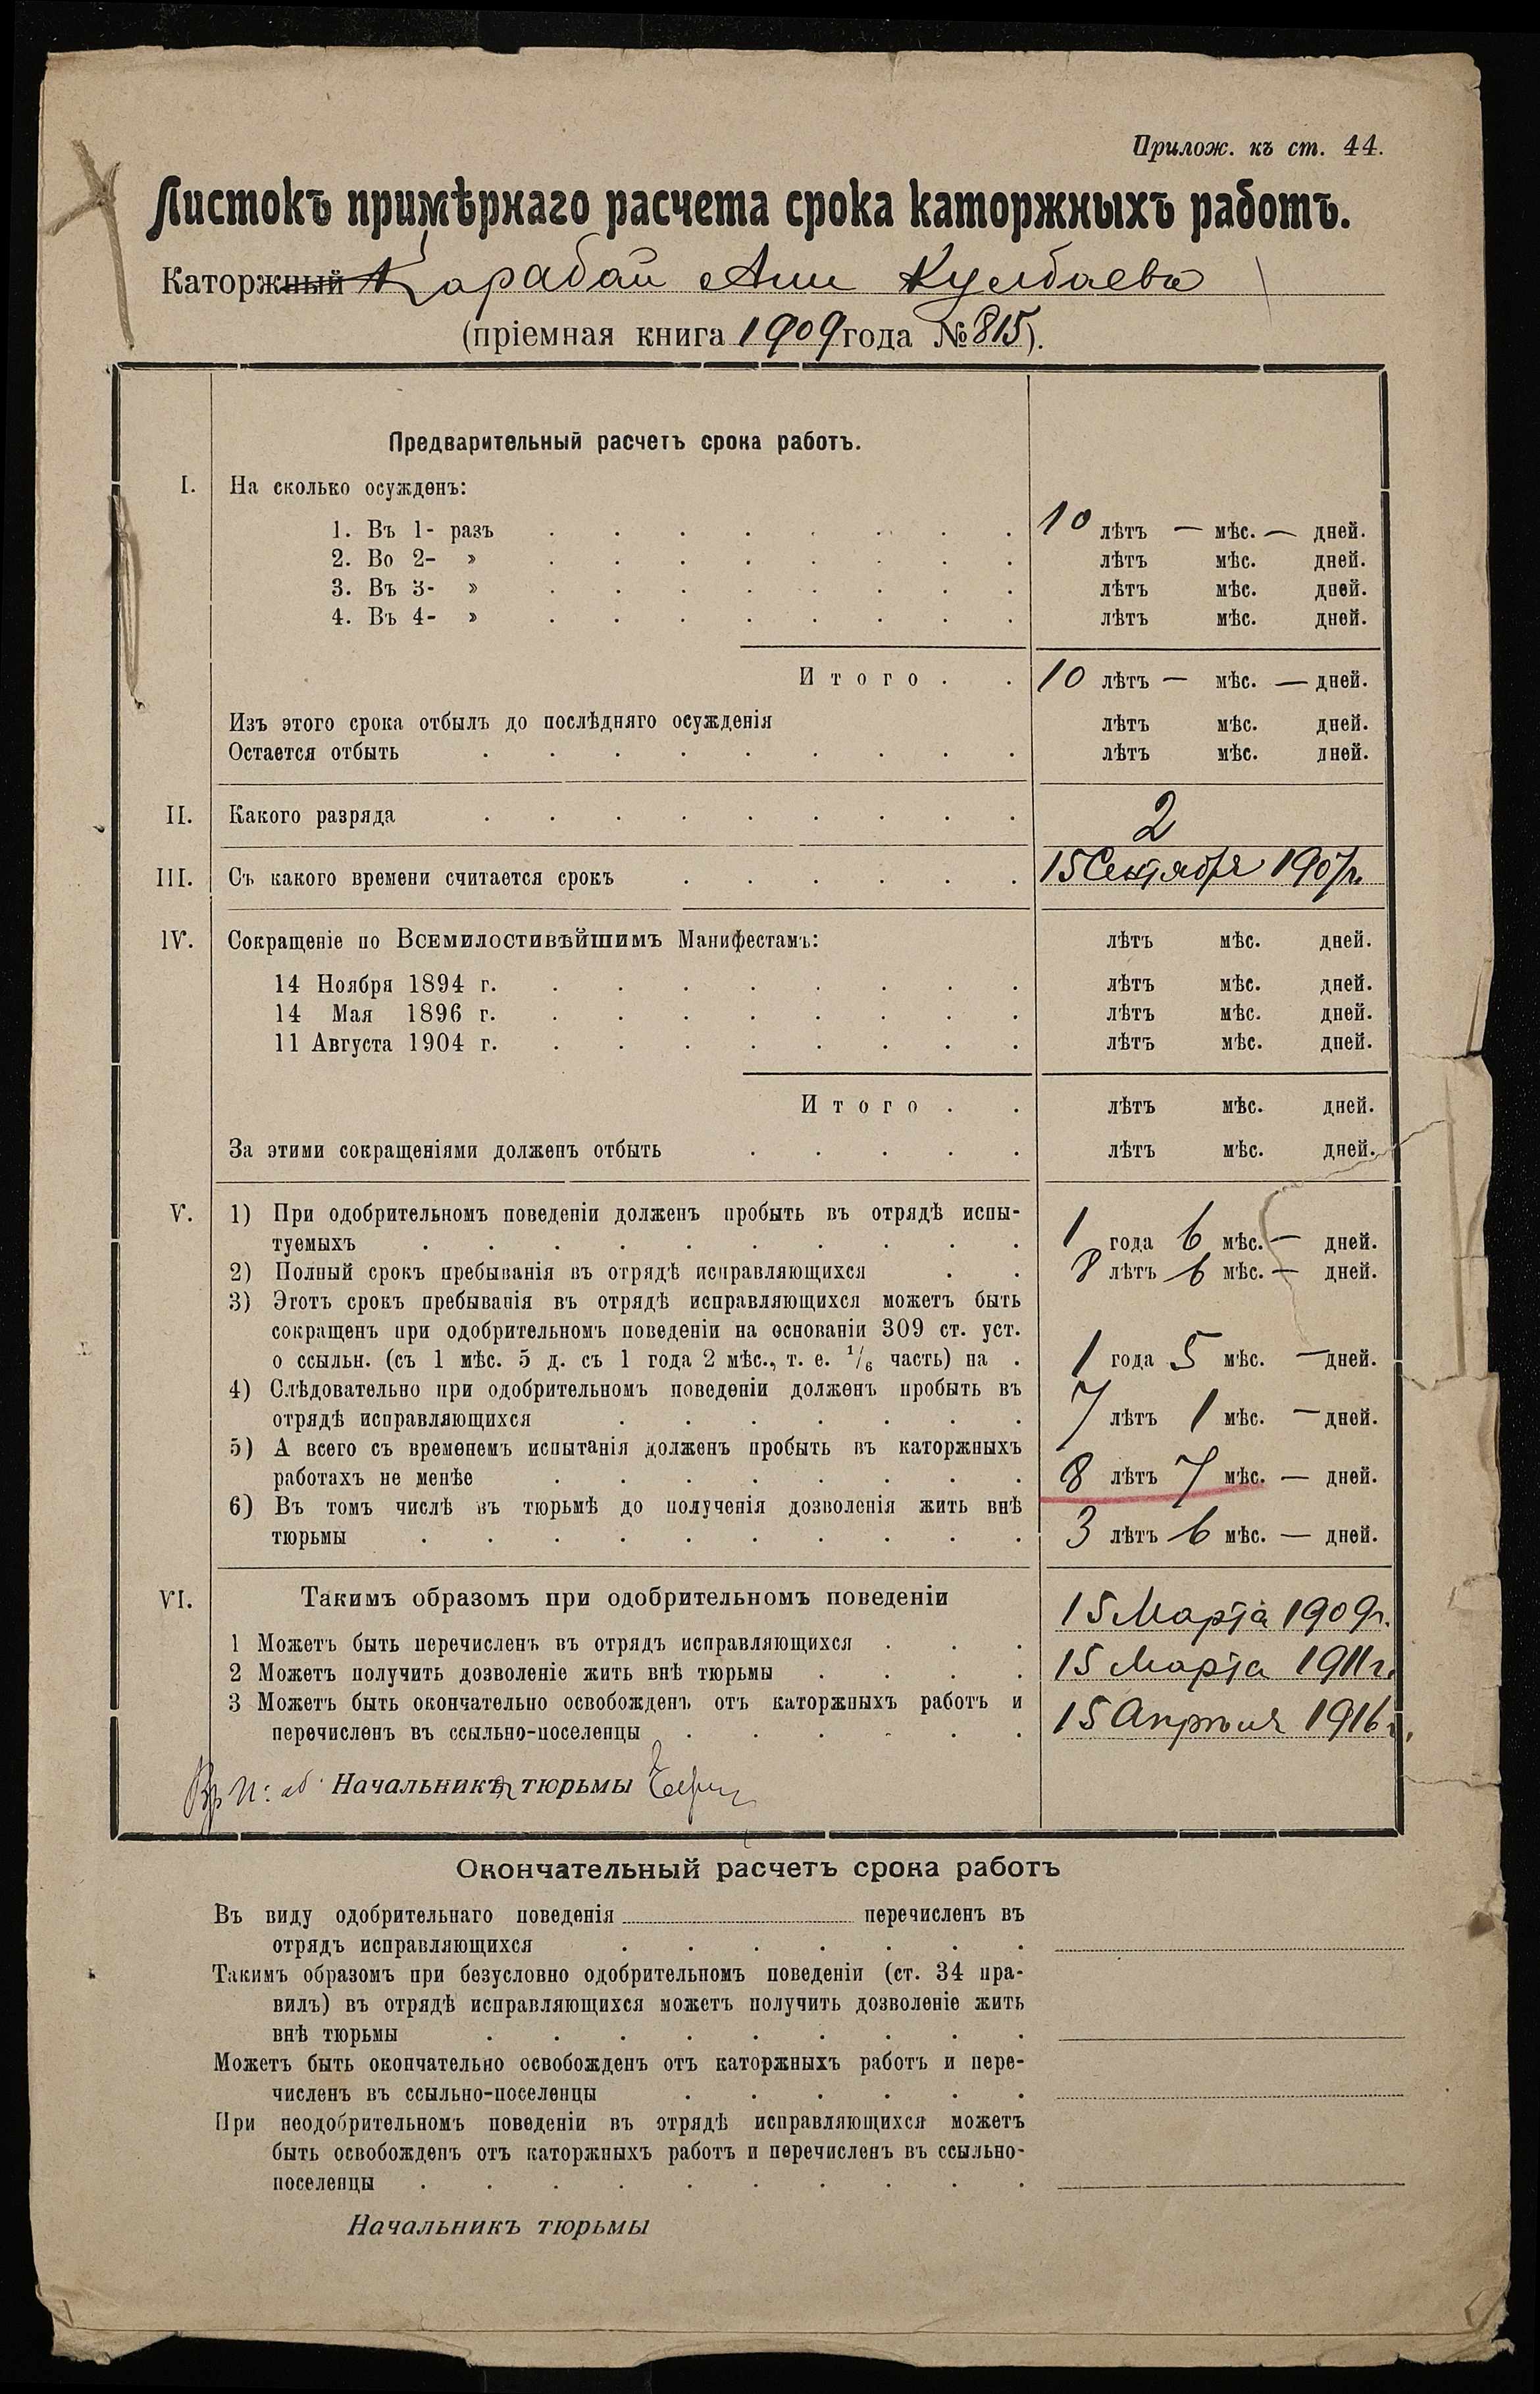 Прилож. къ ст. 44.
Листокъ примѣрнаго расчета срока каторжныхъ работъ.
Каторжный Карабай Али Кулбаевъ
(пріемная книга 1909 года № 815).
Предварительный расчетъ срока работъ.
I. На сколько осужденъ:
1. Въ 1- разъ . . . . . . . . 10 лѣтъ — мѣс. — дней.
2. Во 2- » . . . . . . . . лѣтъ мѣс. дней.
3. Въ 3- » . . . . . . . . лѣтъ мѣс. дней.
4. Въ 4- » . . . . . . . . лѣтъ мѣс. дней.
Итого . . 10 лѣтъ — мѣс. — дней.
Изъ этого срока отбылъ до послѣдняго осужденія лѣтъ мѣс. дней.
Остается отбыть . . . . . . . . . лѣтъ мѣс. дней.
II. Какого разряда . . . . . . . . . 2
III. Съ какого времени считается срокъ . . . . . . 15 Сентября 1907 г.
IV. Сокращеніе по Всемилостивѣйшимъ Манифестамъ: лѣтъ мѣс. дней.
14 Ноября 1894 г. . . . . . . . . лѣтъ мѣс. дней.
14 Мая 1896 г. . . . . . . . . лѣтъ мѣс. дней.
11 Августа 1904 г. . . . . . . . . лѣтъ мѣс. дней.
Итого . . лѣтъ мѣс. дней.
За этими сокращеніями долженъ отбыть . . . . . лѣтъ мѣс. дней.
V. 1) При одобрительномъ поведеніи долженъ пробыть въ отрядѣ испы-
туемыхъ . . . . . . . . . . 1 года 6 мѣс. — дней.
2) Полный срокъ пребыванія въ отрядѣ исправляющихся . . 8 лѣтъ 6 мѣс. — дней.
3) Этотъ срокъ пребыванія въ отрядѣ исправляющихся можетъ быть
сокращенъ при одобрительномъ поведеніи на основаніи 309 ст. уст.
о ссыльн. (съ 1 мѣс. 5 д. съ 1 года 2 мѣс., т. е. 1/6 часть) на . 1 года 5 мѣс. — дней.
4) Слѣдовательно при одобрительномъ поведеніи долженъ пробыть въ
отрядѣ исправляющихся . . . . . . . 7 лѣтъ 1 мѣс. — дней.
5) А всего съ временемъ испытанія долженъ пробыть въ каторжныхъ
работахъ не менѣе . . . . . . . . 8 лѣтъ 7 мѣс. — дней.
6) Въ томъ числѣ въ тюрьмѣ до полученія дозволенія жить внѣ
тюрьмы . . . . . . . . . . 3 лѣтъ 6 мѣс. — дней.
VI. Такимъ образомъ при одобрительномъ поведеніи
1 Можетъ быть перечисленъ въ отрядъ исправляющихся . . . 15 Марта 1909 г.
2 Можетъ получить дозволеніе жить внѣ тюрьмы . . . . 15 Марта 1911 г.
3 Можетъ быть окончательно освобожденъ отъ каторжныхъ работъ и
перечисленъ въ ссыльно-поселенцы . . . . . . 15 Апрѣля 1916 г.
Начальника тюрьмы
Окончательный расчетъ срока работъ
Въ виду одобрительнаго поведенія перечисленъ въ
отрядъ исправляющихся . . . . . . .
Такимъ образомъ при безусловно одобрительномъ поведеніи (ст. 34 пра-
вилъ) въ отрядѣ исправляющихся можетъ получить дозволеніе жить
внѣ тюрьмы . . . . . . . . .
Можетъ быть окончательно освобожденъ отъ каторжныхъ работъ и пере-
численъ въ ссыльно-поселенцы . . . . . .
При неодобрительномъ поведеніи въ отрядѣ исправляющихся можетъ
быть освобожденъ отъ каторжныхъ работъ и перечисленъ въ ссыльно-
поселенцы . . . . . . . . . .
Начальникъ тюрьмы